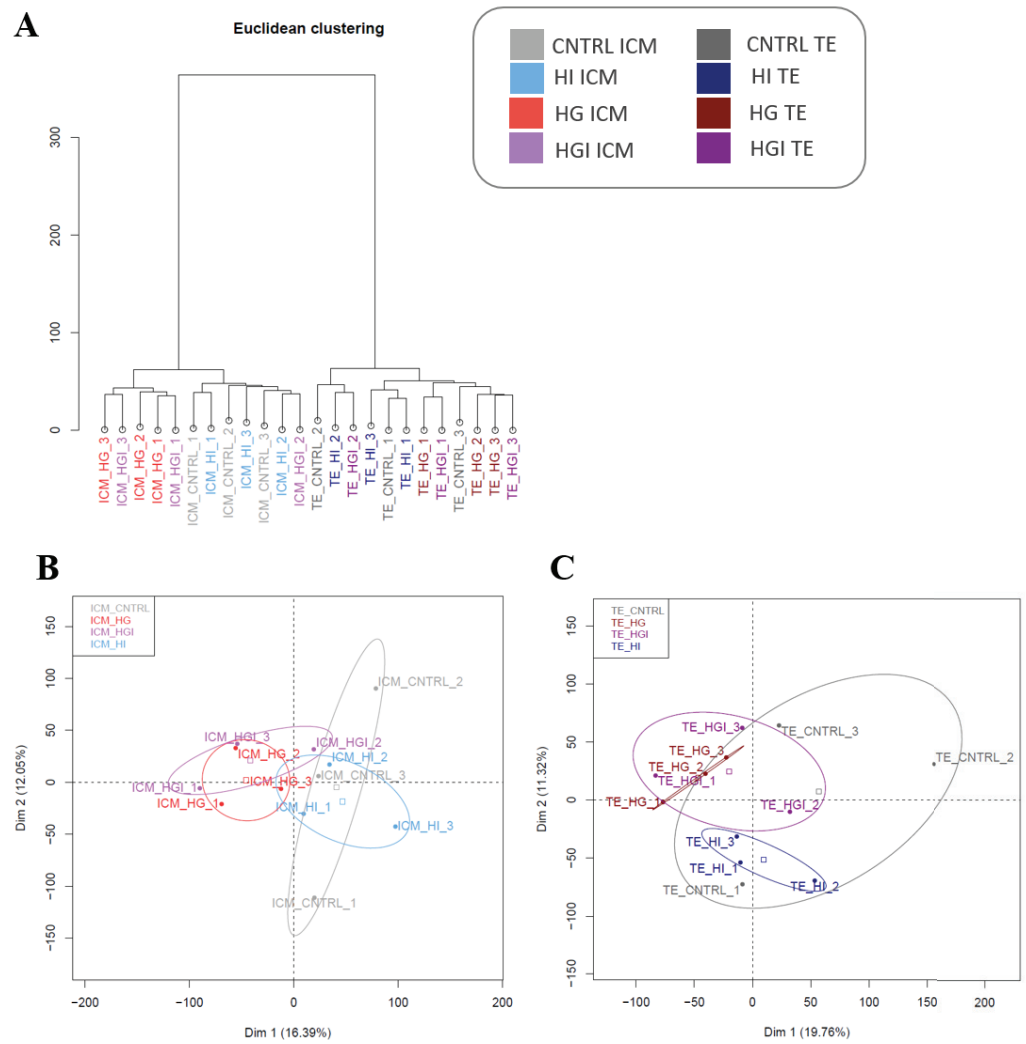 A
Euclidean clustering
CNTRL ICM
CNTRL TE
HI ICM
HI TE
HG ICM
HG TE
HGI ICM
HGI TE
300
200
100
0
ICM_HG_3
ICM_HGI_3
ICM_HG_2
ICM_HG_1
ICM_HGI_1
ICM_CNTRL_1
ICM_HI_1
ICM_CNTRL_2
ICM_HI_3
ICM_CNTRL_3
ICM_HI_2
ICM_HGI_2
TE_CNTRL_2
TE_HI_2
TE_HGI_2
TE_HI_3
TE_CNTRL_1
TE_HI_1
TE_HG_1
TE_HGI_1
TE_CNTRL_3
TE_HG_2
TE_HG_3
TE_HGI_3
B
ICM_CNTRL
ICM_HG
ICM_HGI
ICM_HI
Dim 2 (12.05%)
150
100
50
0
−50
−100
−150
ICM_CNTRL_2
ICM_HGI_3
ICM_HGI_2
ICM_HG_2
ICM_HI_2
ICM_CNTRL_3
ICM_HG_3
ICM_HGI_1
ICM_HG_1
ICM_HI_1
ICM_HI_3
ICM_CNTRL_1
−200
−100
0
100
200
Dim 1 (16.39%)
C
TE_CNTRL
TE_HG
TE_HGI
TE_HI
Dim 2 (11.32%)
150
100
50
0
−50
−100
−150
TE_HGI_3
TE_CNTRL_3
TE_HG_3
TE_CNTRL_2
TE_HG_2
TE_HGI_1
TE_HG_1
TE_HGI_2
TE_HI_3
TE_HI_1
TE_HI_2
TE_CNTRL_1
−100
−50
0
50
100
150
200
Dim 1 (19.76%)